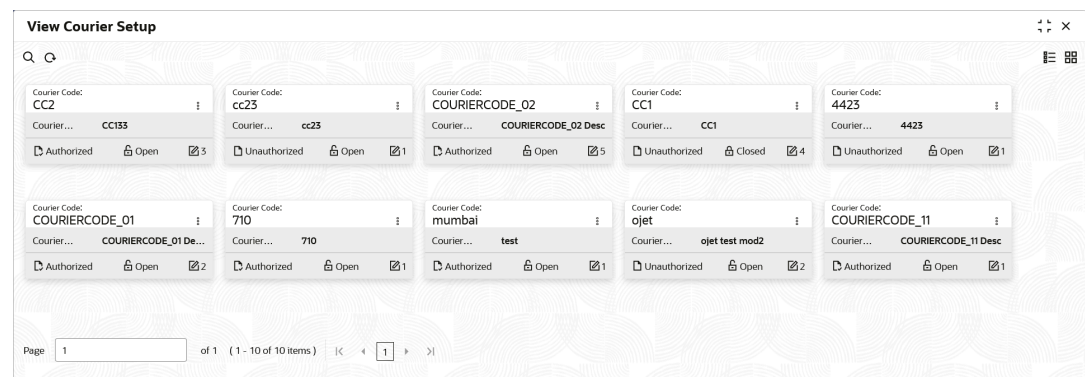 View Courier Setup
Courier Code: Courier Code: Courier Code: Courier Code: Courier Code:
CC2 cc23 COURIERCODE_02 CC1 4423
Courier... CC133 Courier... cc23 Courier... COURIERCODE_02 Desc Courier... CC1 Courier... 4423
Authorized Open 3 Unauthorized Open 1 Authorized Open 5 Unauthorized Closed 4 Unauthorized Open 1
Courier Code: Courier Code: Courier Code: Courier Code: Courier Code:
COURIERCODE_01 710 mumbai ojet COURIERCODE_11
Courier... COURIERCODE_01 De... Courier... 710 Courier... test Courier... ojet test mod2 Courier... COURIERCODE_11 Desc
Authorized Open 2 Authorized Open 1 Authorized Open 1 Unauthorized Open 2 Authorized Open 1
Page 1 of 1 ( 1 - 10 of 10 items ) 1